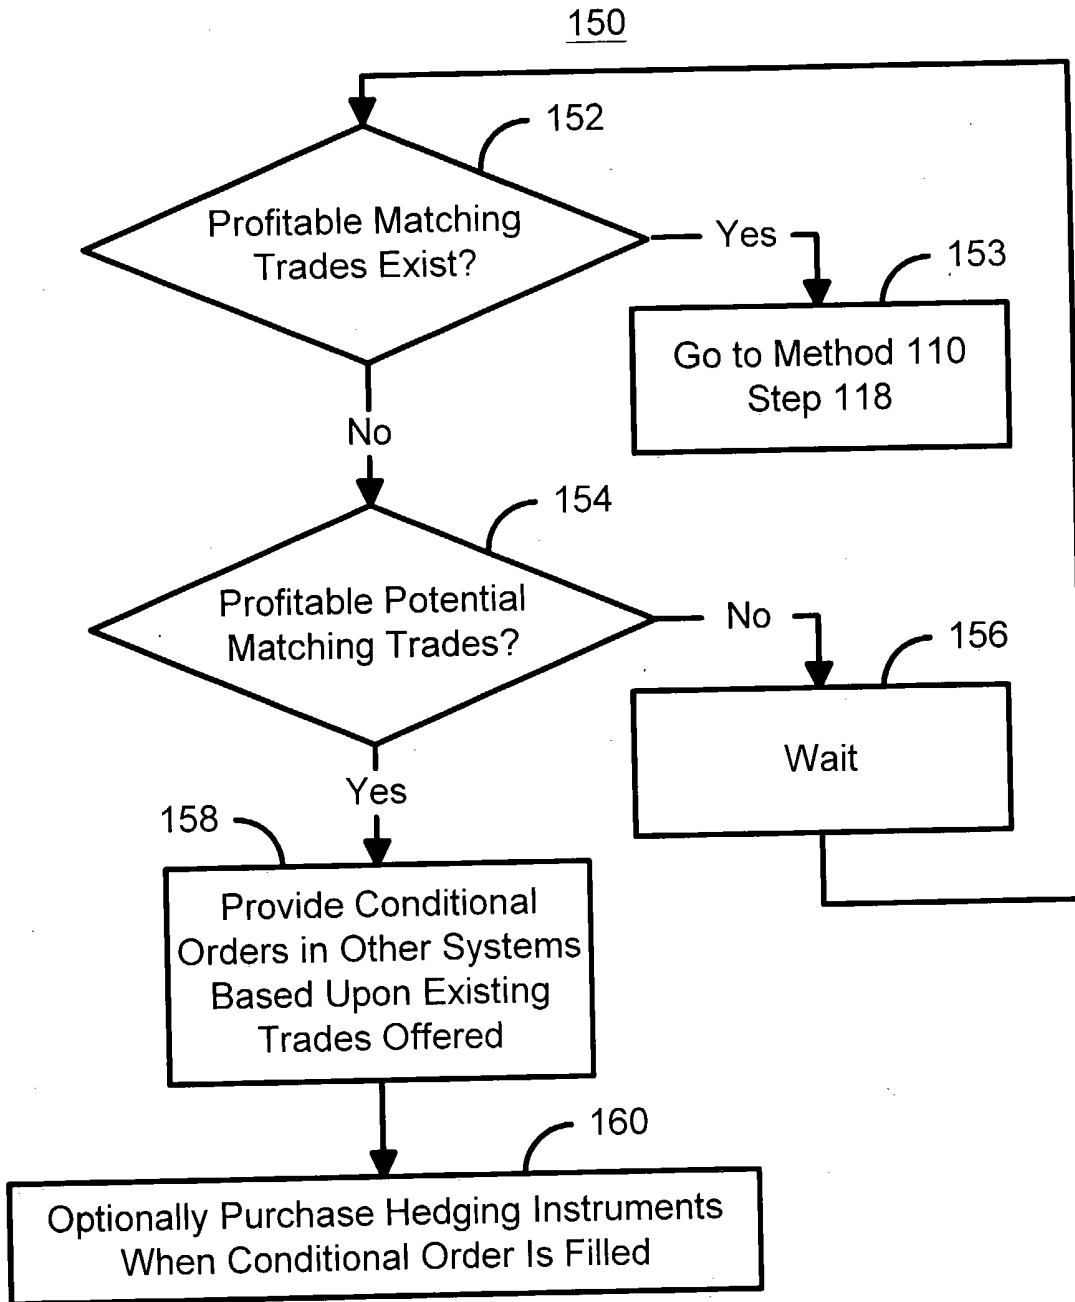 150
152
Profitable Matching
Trades Exist?
Yes
153
Go to Method 110
Step 118
No
154
Profitable Potential
Matching Trades?
No
156
Wait
Yes
158
Provide Conditional
Orders in Other Systems
Based Upon Existing
Trades Offered
160
Optionally Purchase Hedging Instruments
When Conditional Order Is Filled